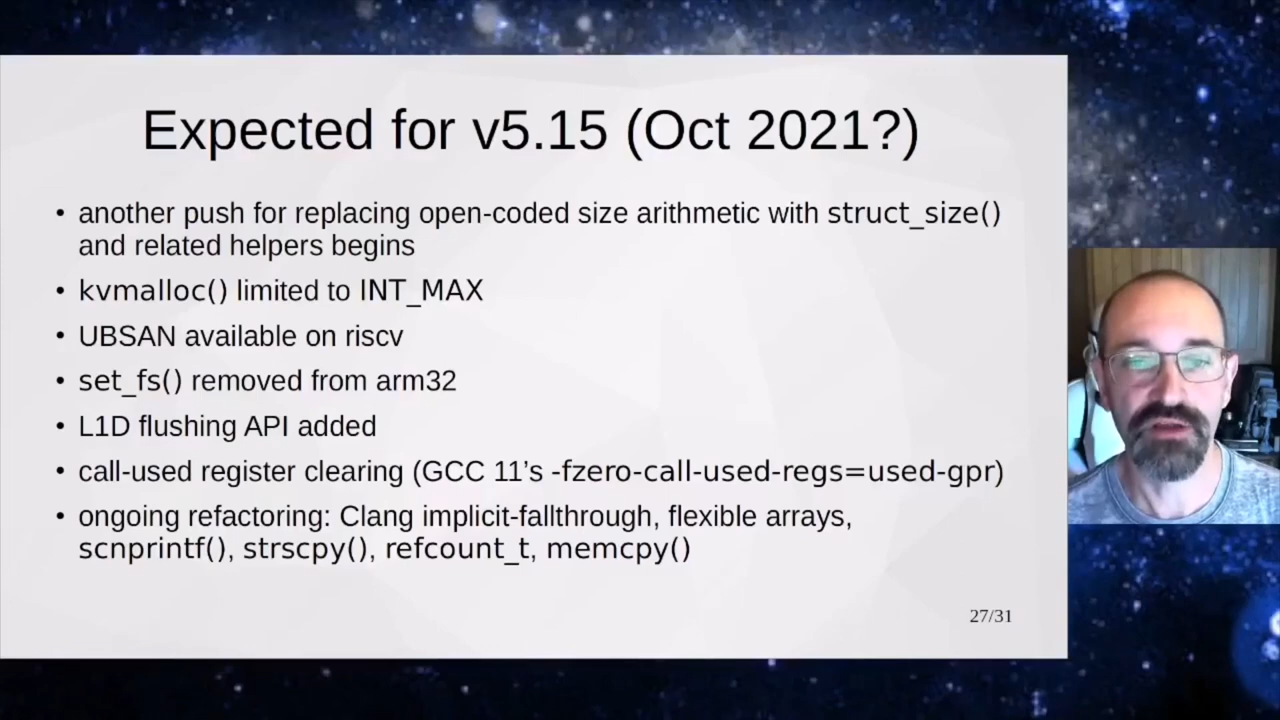 Expected for v5.15 (Oct 2021?)
• another push for replacing open-coded size arithmetic with struct_size()
and related helpers begins
• kvmalloc() limited to INT_MAX
• UBSAN available on riscv
• set_fs() removed from arm32
• L1D flushing API added
• call-used register clearing (GCC 11’s -fzero-call-used-regs=used-gpr)
• ongoing refactoring: Clang implicit-fallthrough, flexible arrays,
scnprintf(), strscpy(), refcount_t, memcpy()
27/31